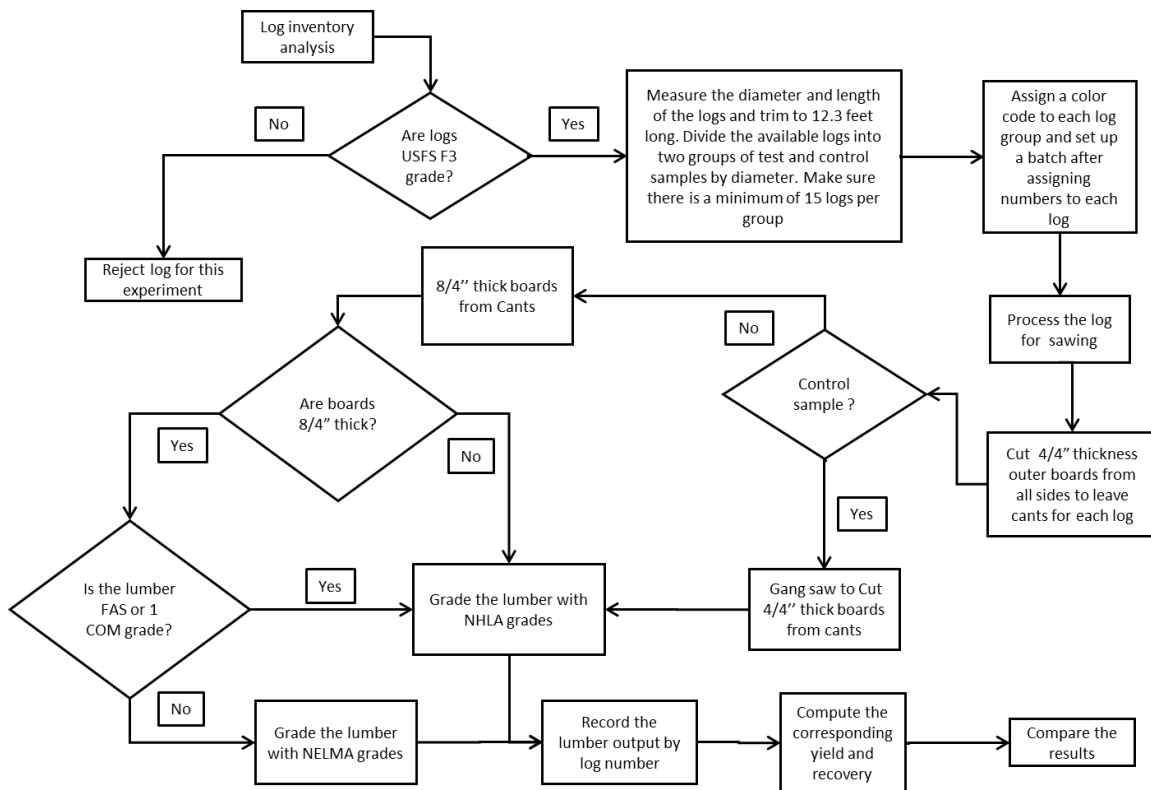 Log inventory
analysis
No
Are logs
USFS F3
grade?
Yes
Measure the diameter and length
of the logs and trim to 12.3 feet
long. Divide the available logs into
two groups of test and control
samples by diameter. Make sure
there is a minimum of 15 logs per
group
Assign a color
code to each log
group and set up
a batch after
assigning
numbers to each
log
Reject log for this
experiment
8/4’’ thick boards
from Cants
No
Process the log
for  sawing
Control
sample ?
Are boards
8/4” thick?
Yes
No
Cut  4/4” thickness
outer boards from
all sides to leave
cants for each log
Yes
Is the lumber
FAS or 1
COM grade?
Yes
Grade the lumber with
NHLA grades
Gang saw to Cut
4/4’’ thick boards
from cants
No
Grade the lumber
with NELMA grades
Record the
lumber output by
log number
Compute the
corresponding
yield and
recovery
Compare the
results